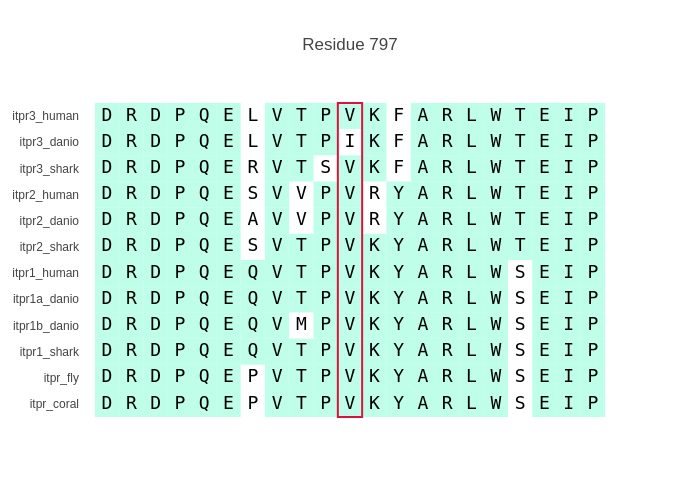 Residue 797
itpr3_human D R D P Q E L V T P V K F A R L W T E I P
itpr3_danio D R D P Q E L V T P I K F A R L W T E I P
itpr3_shark D R D P Q E R V T S V K F A R L W T E I P
itpr2_human D R D P Q E S V V P V R Y A R L W T E I P
itpr2_danio D R D P Q E A V V P V R Y A R L W T E I P
itpr2_shark D R D P Q E S V T P V K Y A R L W T E I P
itpr1_human D R D P Q E Q V T P V K Y A R L W S E I P
itpr1a_danio D R D P Q E Q V T P V K Y A R L W S E I P
itpr1b_danio D R D P Q E Q V M P V K Y A R L W S E I P
itpr1_shark D R D P Q E Q V T P V K Y A R L W S E I P
itpr_fly D R D P Q E P V T P V K Y A R L W S E I P
itpr_coral D R D P Q E P V T P V K Y A R L W S E I P